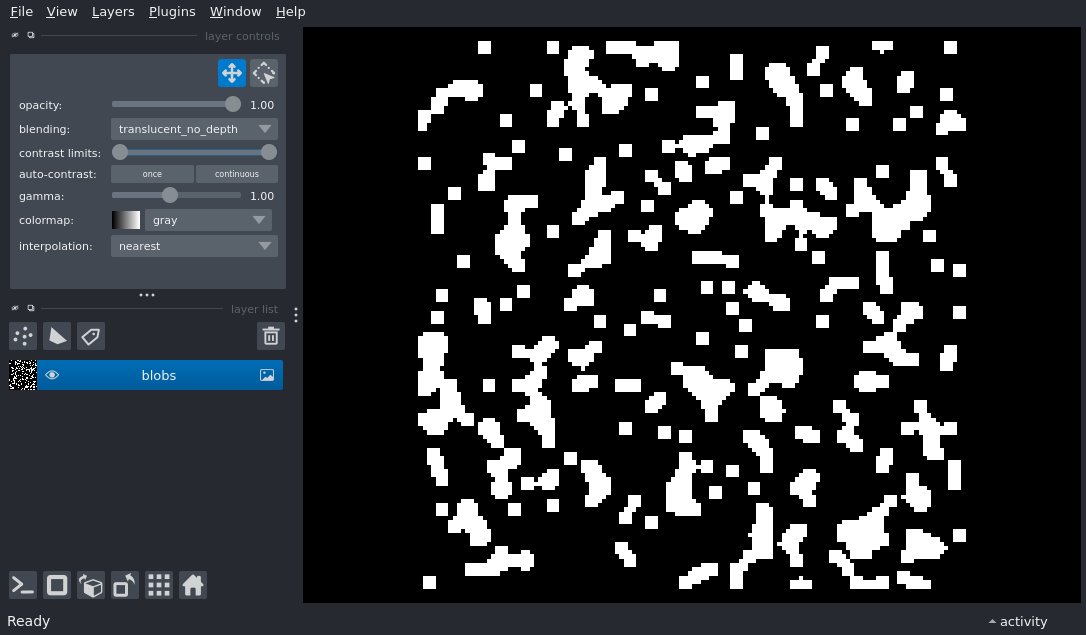 File View Layers Plugins Window Help
layer controls
opacity: 1.00
blending: translucent_no_depth
contrast limits:
auto-contrast: once continuous
gamma: 1.00
colormap: gray
interpolation: nearest
layer list
blobs
Ready
activity